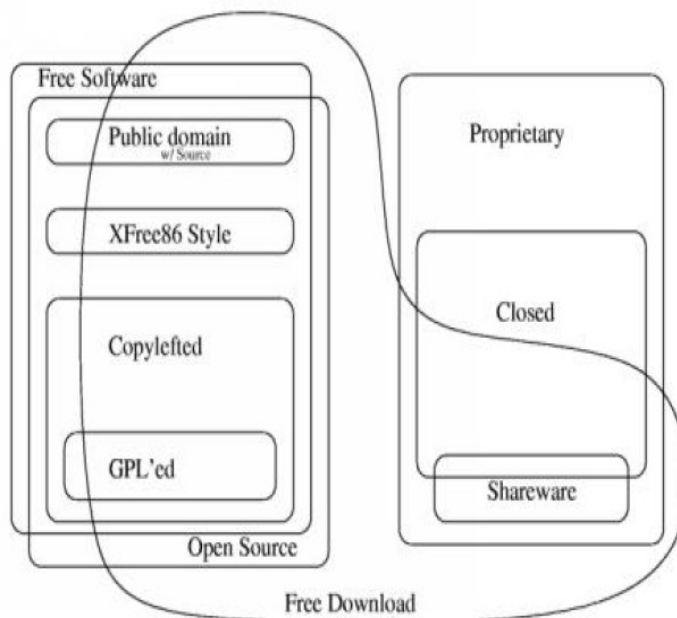 Free Software
Public domain
w/ Source
XFree86 Style
Copylefted
GPL'ed
Open Source
Proprietary
Closed
Shareware
Free Download